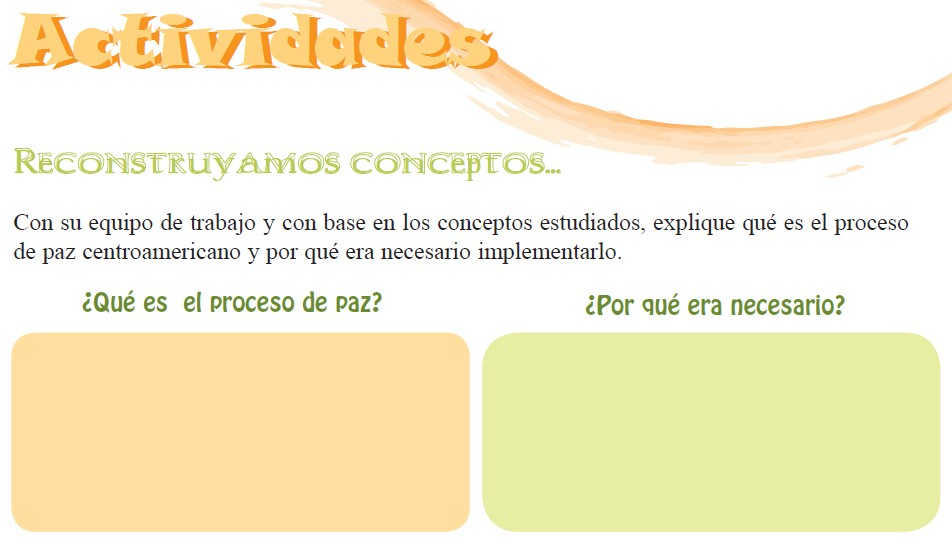 Actividades
Reconstruyamos conceptos...
Con su equipo de trabajo y con base en los conceptos estudiados, explique qué es el proceso
de paz centroamericano y por qué era necesario implementarlo.
¿Qué es el proceso de paz?
¿Por qué era necesario?